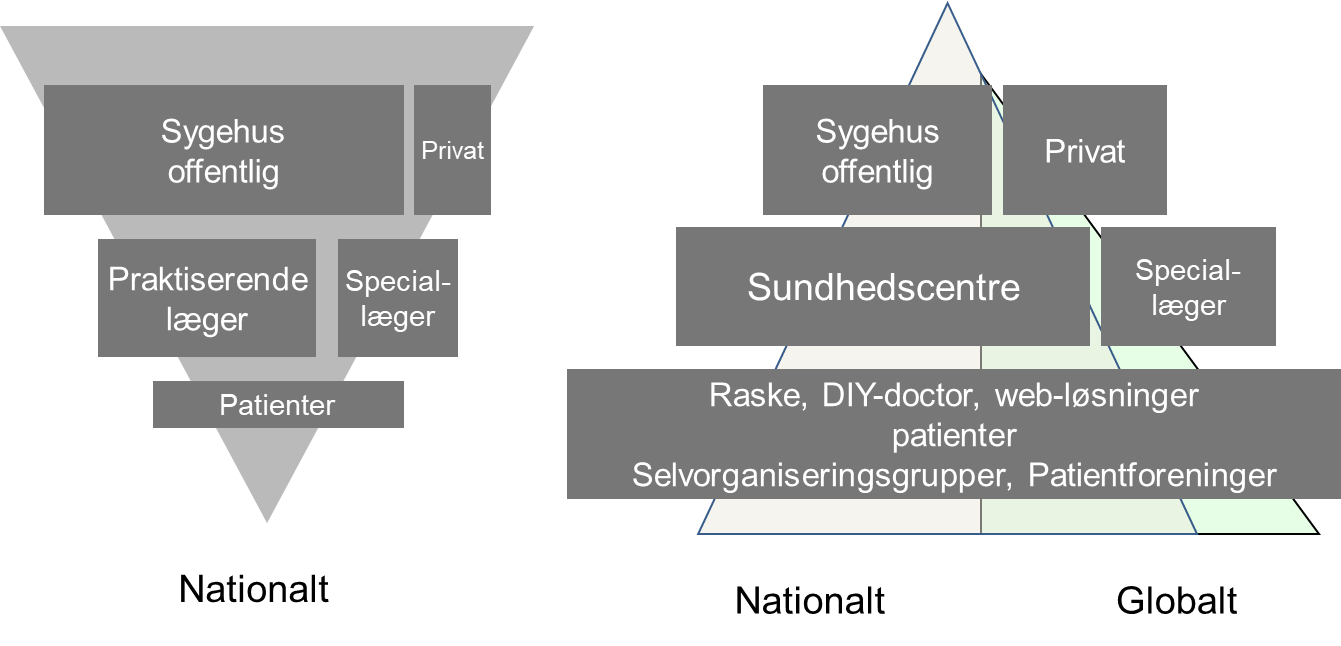 Sygehus
offentlig
Privat
Praktiserende
læger
Special-
læger
Patienter
Nationalt
Sygehus
offentlig
Privat
Sundhedscentre
Special-
læger
Raske, DIY-doctor, web-løsninger
patienter
Selvorganiseringsgrupper, Patientforeninger
Nationalt
Globalt